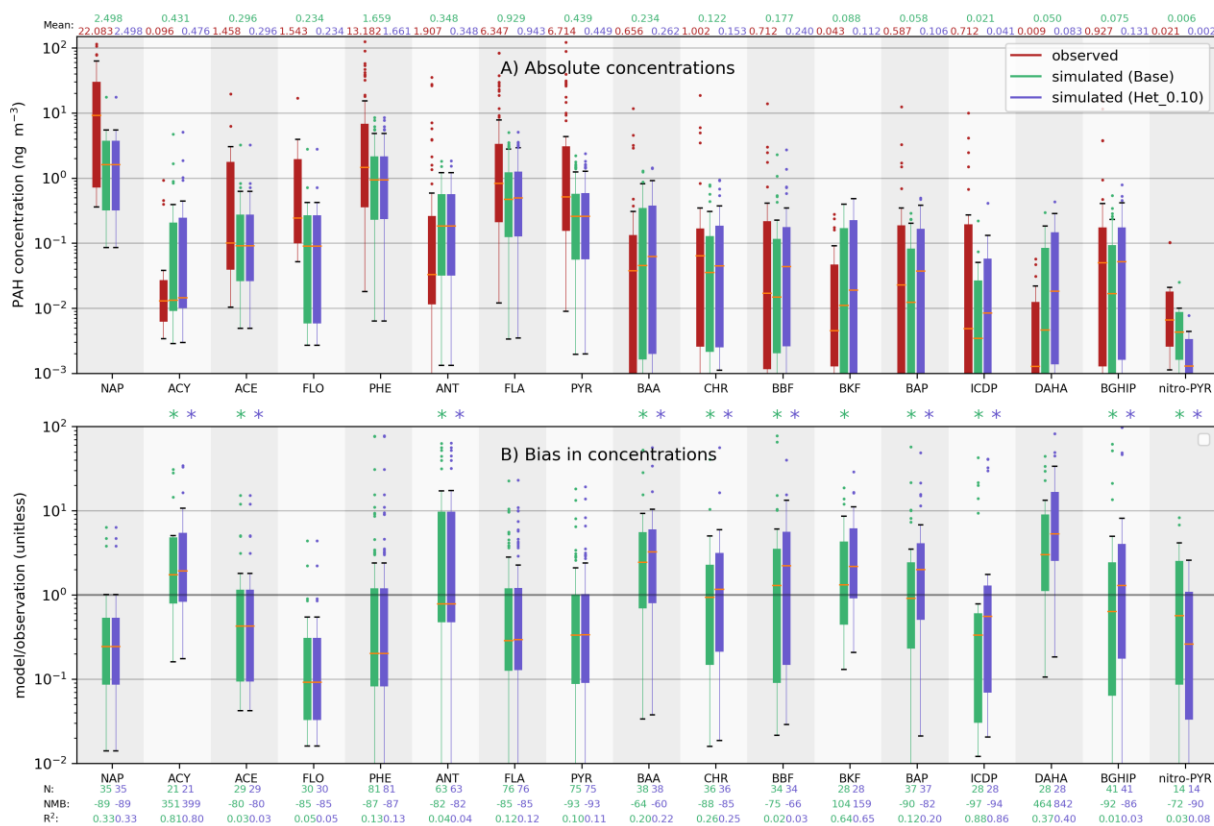 2.498 0.431 0.296 0.234 1.659 0.348 0.929 0.439 0.234 0.122 0.177 0.088 0.058 0.021 0.050 0.075 0.006
Mean:
22.083 2.498 0.096 0.476 1.458 0.296 1.543 0.234 13.182 1.661 1.907 0.348 6.347 0.943 6.714 0.449 0.656 0.262 1.002 0.153 0.712 0.240 0.043 0.112 0.587 0.106 0.712 0.041 0.009 0.083 0.927 0.131 0.021 0.002
A) Absolute concentrations
observed
simulated (Base)
simulated (Het_0.10)
PAH concentration (ng m⁻³)
10²
10¹
10⁰
10⁻¹
10⁻²
10⁻³
NAP ACY ACE FLO PHE ANT FLA PYR BAA CHR BBF BKF BAP ICDP DAHA BGHIP nitro-PYR
* * * * * * * * * * * * * * * * * * * * *
B) Bias in concentrations
model/observation (unitless)
10²
10¹
10⁰
10⁻¹
10⁻²
NAP ACY ACE FLO PHE ANT FLA PYR BAA CHR BBF BKF BAP ICDP DAHA BGHIP nitro-PYR
N: 35 35 21 21 29 29 30 30 81 81 63 63 76 76 75 75 38 38 36 36 34 34 28 28 37 37 28 28 28 28 41 41 14 14
NMB: -89 -89 351 399 -80 -80 -85 -85 -87 -87 -82 -82 -85 -85 -93 -93 -64 -60 -88 -85 -75 -66 104 159 -90 -82 -97 -94 464 842 -92 -86 -72 -90
R²: 0.33 0.33 0.81 0.80 0.03 0.03 0.05 0.05 0.13 0.13 0.04 0.04 0.12 0.12 0.10 0.11 0.20 0.22 0.26 0.25 0.02 0.03 0.64 0.65 0.12 0.20 0.88 0.86 0.37 0.40 0.01 0.03 0.03 0.08